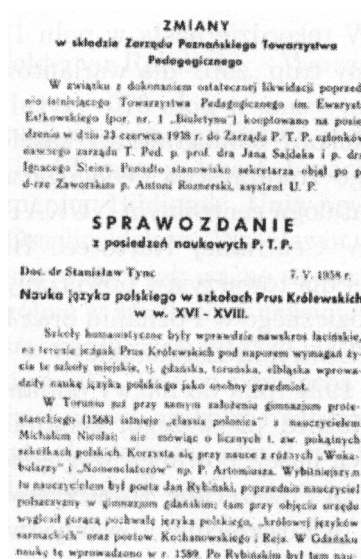 ZMIANY
w składzie Zarządu Poznańskiego Towarzystwa
Pedagogicznego
W związku z dokonaniem ostatecznej likwidacji poprzed
nio istniejącego Towarzystwa Pedagogicznego im Ewaryst
Estkowskiego (por. nr. 1 „Biuletynu") kooptowano na posie
dzeniu w dniu 23 czerwca 1938 r. do Zarządu P. T. P. członków
dawnego zarządu T. Ped. p. prof. dra Jana Sajdaka i p. dra
Ignacego Steins. Ponadto stanowisko sekretarza objął po p
d-rze Zaworskim p. Antoni Rozmerski, asystent U. P.
SPRAWOZDANIE
z posiedzeń naukowych P. T. P.
Doc. dr Stanisław Tync 7. V. 1938 r.
Nauka języka polskiego w szkołach Prus Królewskich
w w. XVI - XVIII.
Szkoły humanistyczne były wprawdzie nawskroś łacińskie,
na terenie jednak Prus Królewskich pod naporem wymagań ży-
cia te szkoły miejskie, tj. gdańska, toruńska, elbląska wprowa-
dziły naukę języka polskiego jako osobny przedmiot.
W Toruniu już przy samym założeniu gimnazjum prote-
stanckiego [1568] istnieje „classis polonica" z nauczycielem
Michałem Nicolai, nie mówiąc o licznych t. zw. pokątnych
szkółkach polskich. Korzysta się przy nauce z różnych „Woka-
bularzy" i „Nomenclatorów" np. P. Artomiusza. Wybitniejszym
tu nauczycielem był poeta Jan Rybiński, poprzednio nauczyciel
polszczyzny w gimnazjum gdańskim; tam przy objęciu urzędu
wygłosił gorącą pochwałę języka polskiego, „królowej języków
sarmackich" oraz poetów. Kochanowskiego i Reja. W Gdańsku
naukę tę wprowadzono w r. 1589. Po Rybińskim był tam nau-